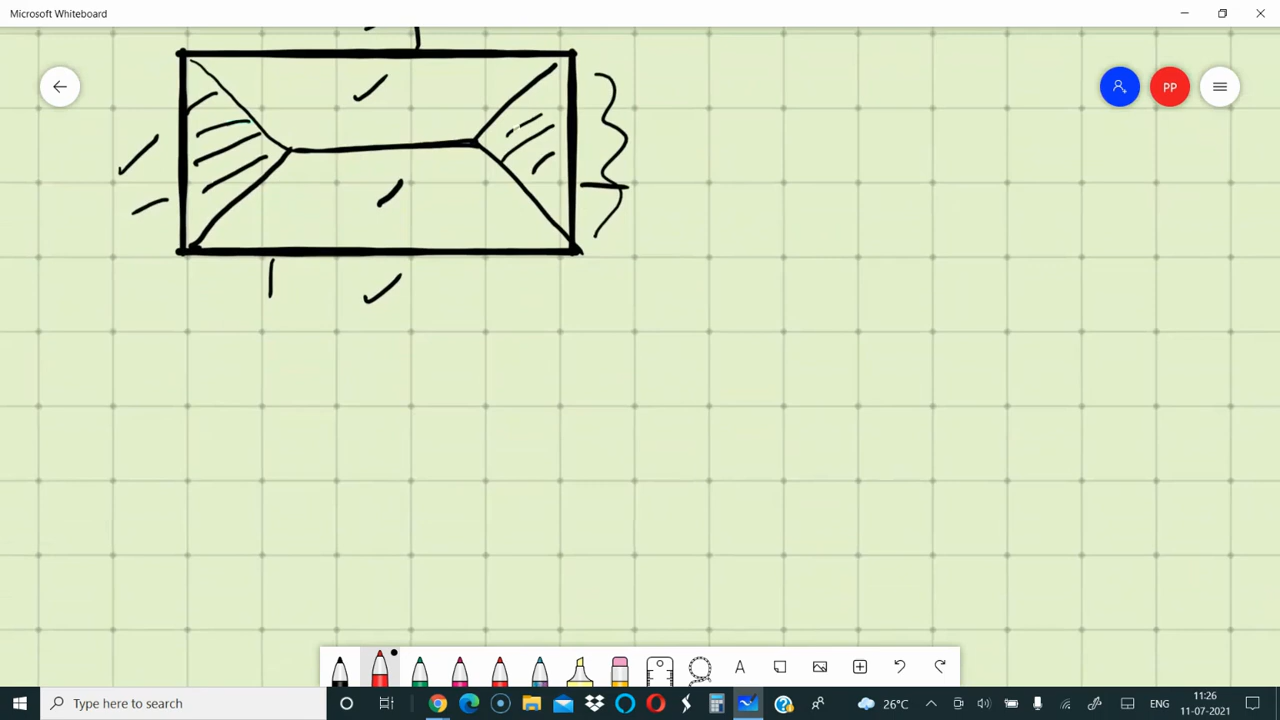 Microsoft Whiteboard
PP
A
Type here to search
26°C
ENG
11:26
11-07-2021